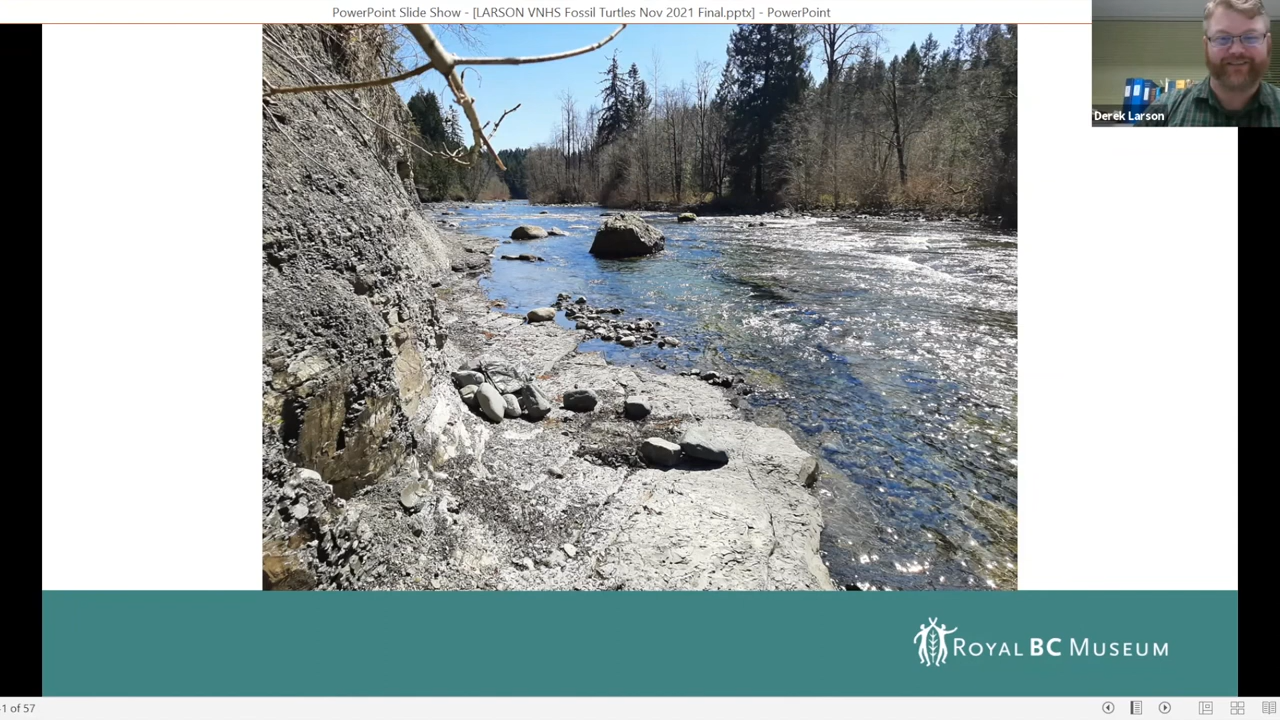 PowerPoint Slide Show - [LARSON VNHS Fossil Turtles Nov 2021 Final.pptx] - PowerPoint
Derek Larson
ROYAL BC MUSEUM
1 of 57